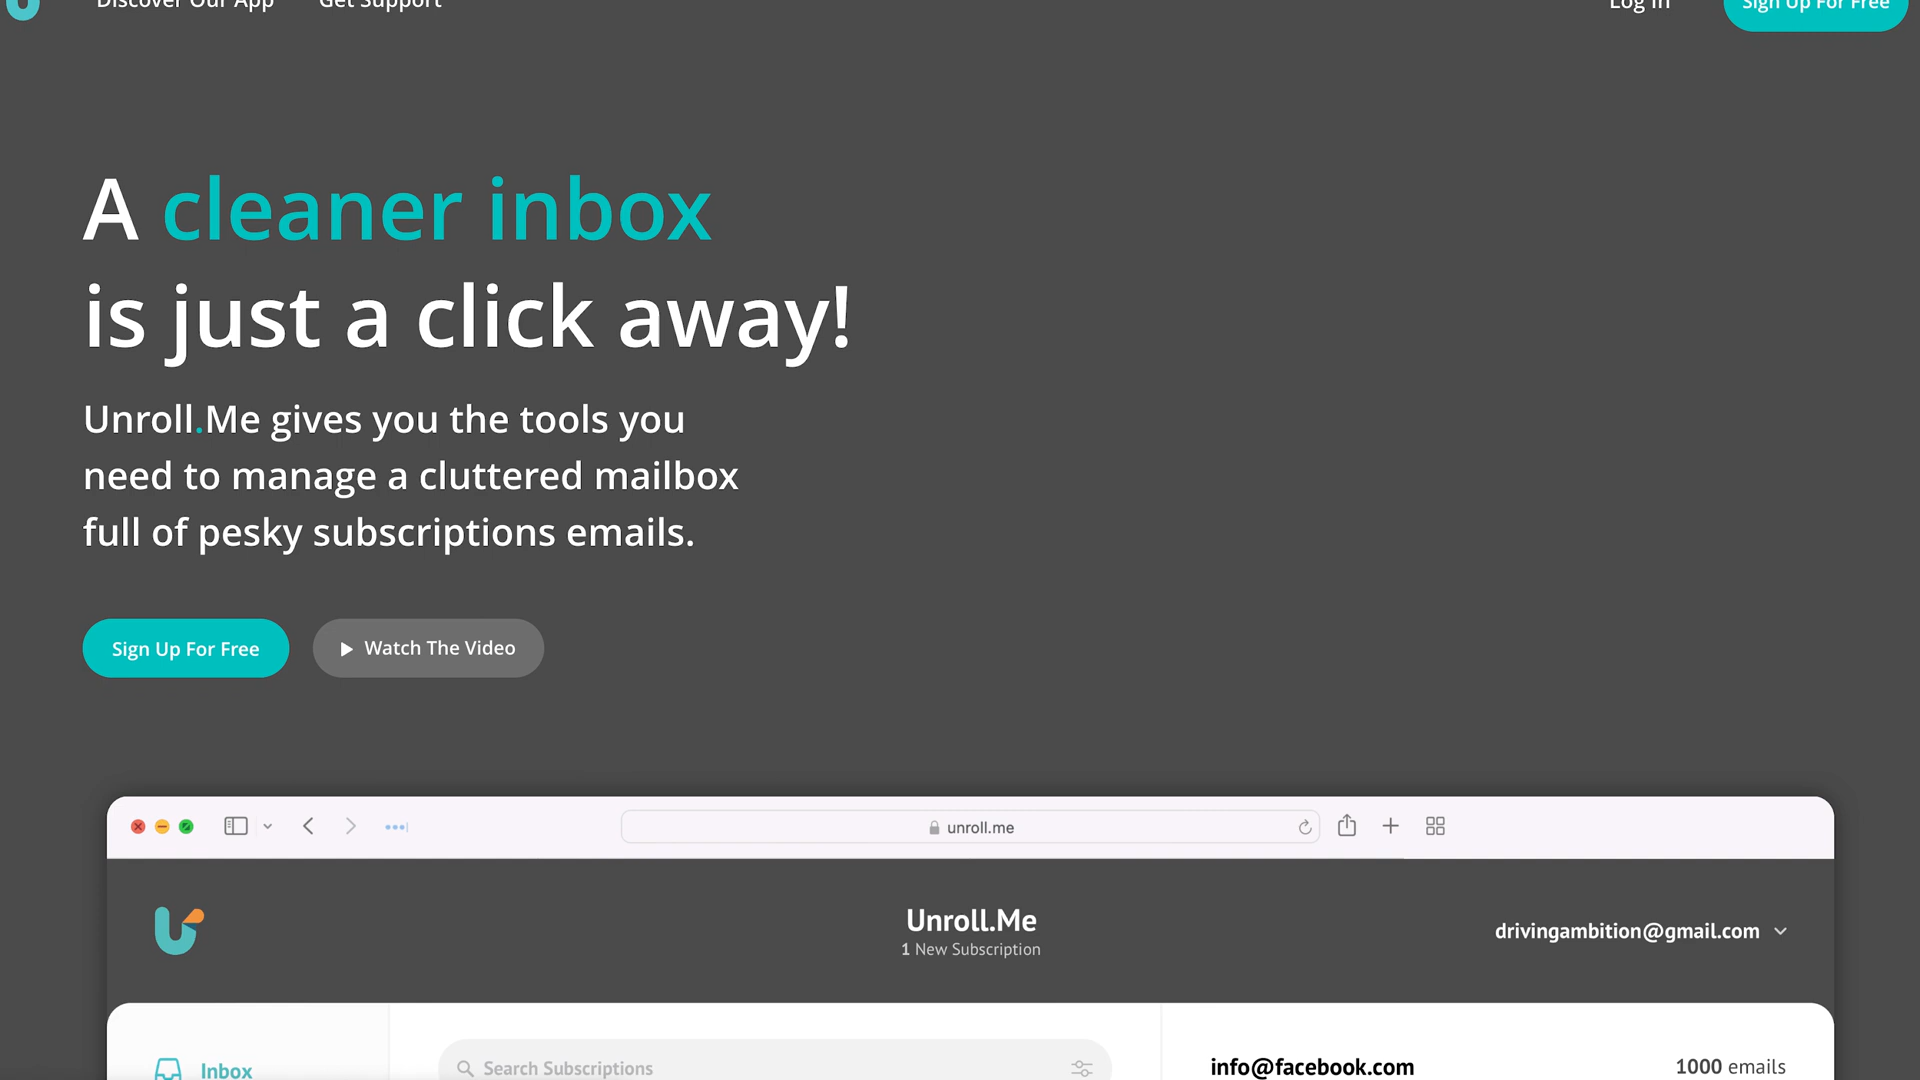 Discover Our App
Get Support
Log In
Sign Up For Free
A cleaner inbox
is just a click away!
Unroll.Me gives you the tools you
need to manage a cluttered mailbox
full of pesky subscriptions emails.
Sign Up For Free
Watch The Video
unroll.me
Unroll.Me
1 New Subscription
drivingambition@gmail.com
Inbox
Search Subscriptions
info@facebook.com
1000 emails